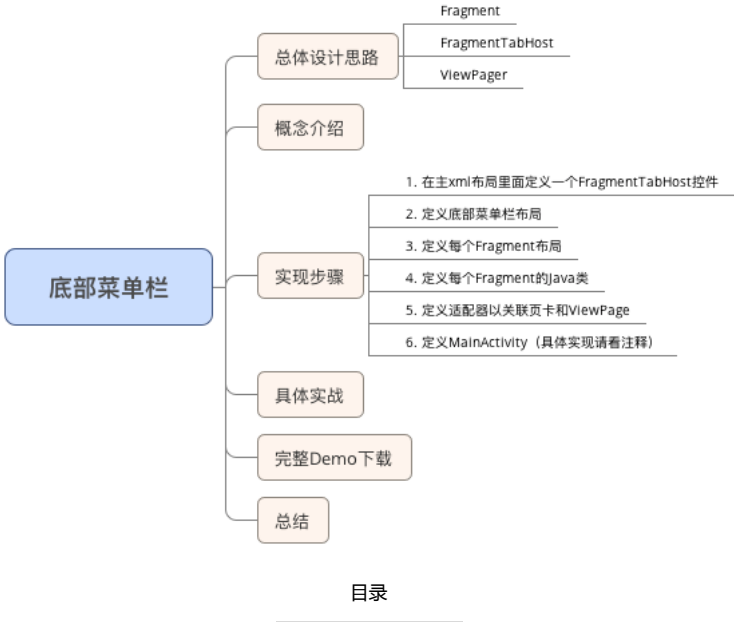 底部菜单栏
总体设计思路
Fragment
FragmentTabHost
ViewPager
概念介绍
实现步骤
1. 在主xml布局里面定义一个FragmentTabHost控件
2. 定义底部菜单栏布局
3. 定义每个Fragment布局
4. 定义每个Fragment的Java类
5. 定义适配器以关联页卡和ViewPage
6. 定义MainActivity（具体实现请看注释）
具体实战
完整Demo下载
总结
目录